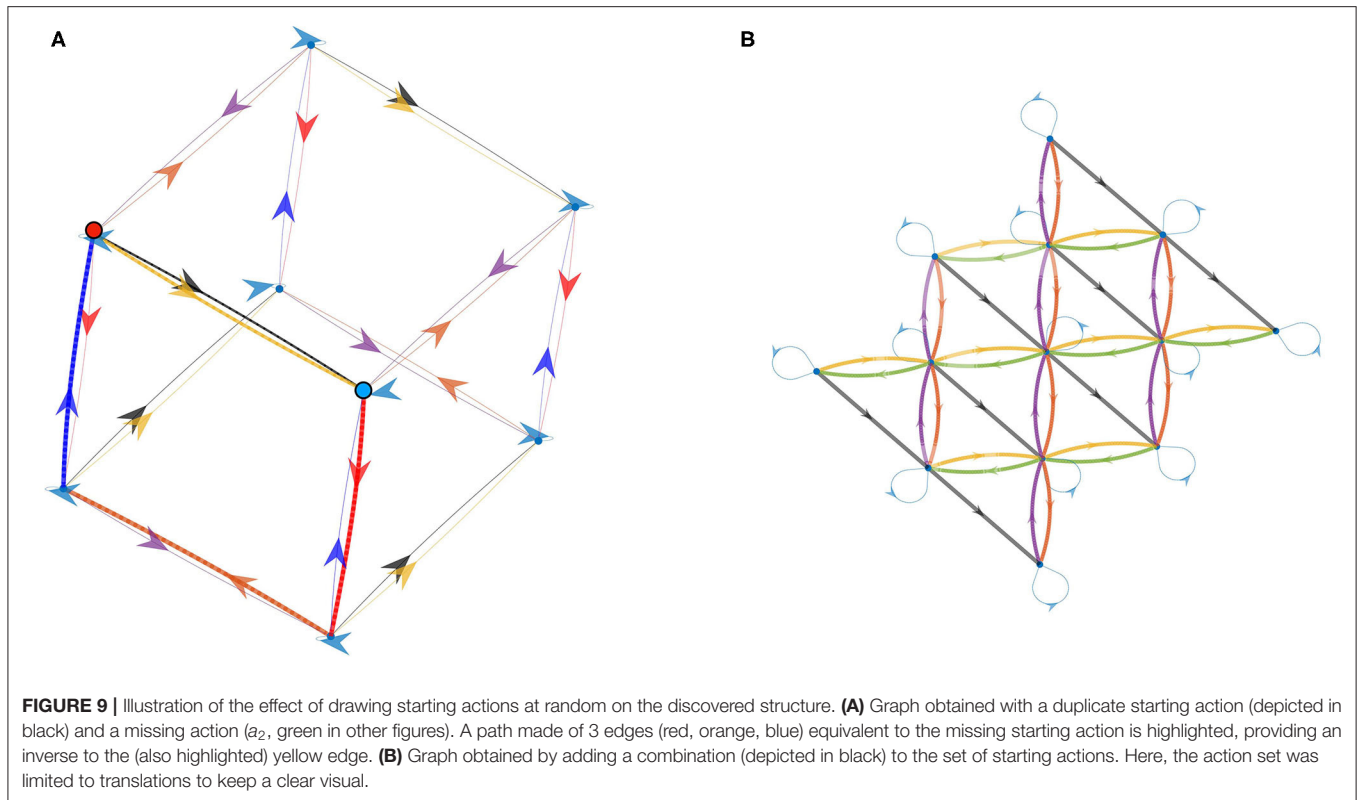 A
B
FIGURE 9 | Illustration of the effect of drawing starting actions at random on the discovered structure. (A) Graph obtained with a duplicate starting action (depicted in
black) and a missing action (a2, green in other figures). A path made of 3 edges (red, orange, blue) equivalent to the missing starting action is highlighted, providing an
inverse to the (also highlighted) yellow edge. (B) Graph obtained by adding a combination (depicted in black) to the set of starting actions. Here, the action set was
limited to translations to keep a clear visual.